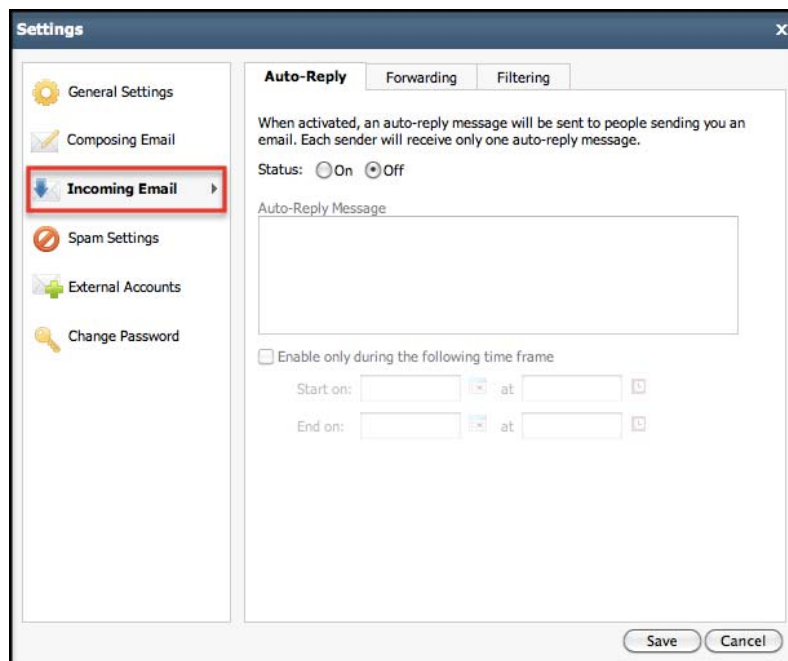 Settings
X
General Settings
Composing Email
Incoming Email
Spam Settings
External Accounts
Change Password
Auto-Reply Forwarding Filtering
When activated, an auto-reply message will be sent to people sending you an
email. Each sender will receive only one auto-reply message.
Status: On Off
Auto-Reply Message
Enable only during the following time frame
Start on: at
End on: at
Save Cancel